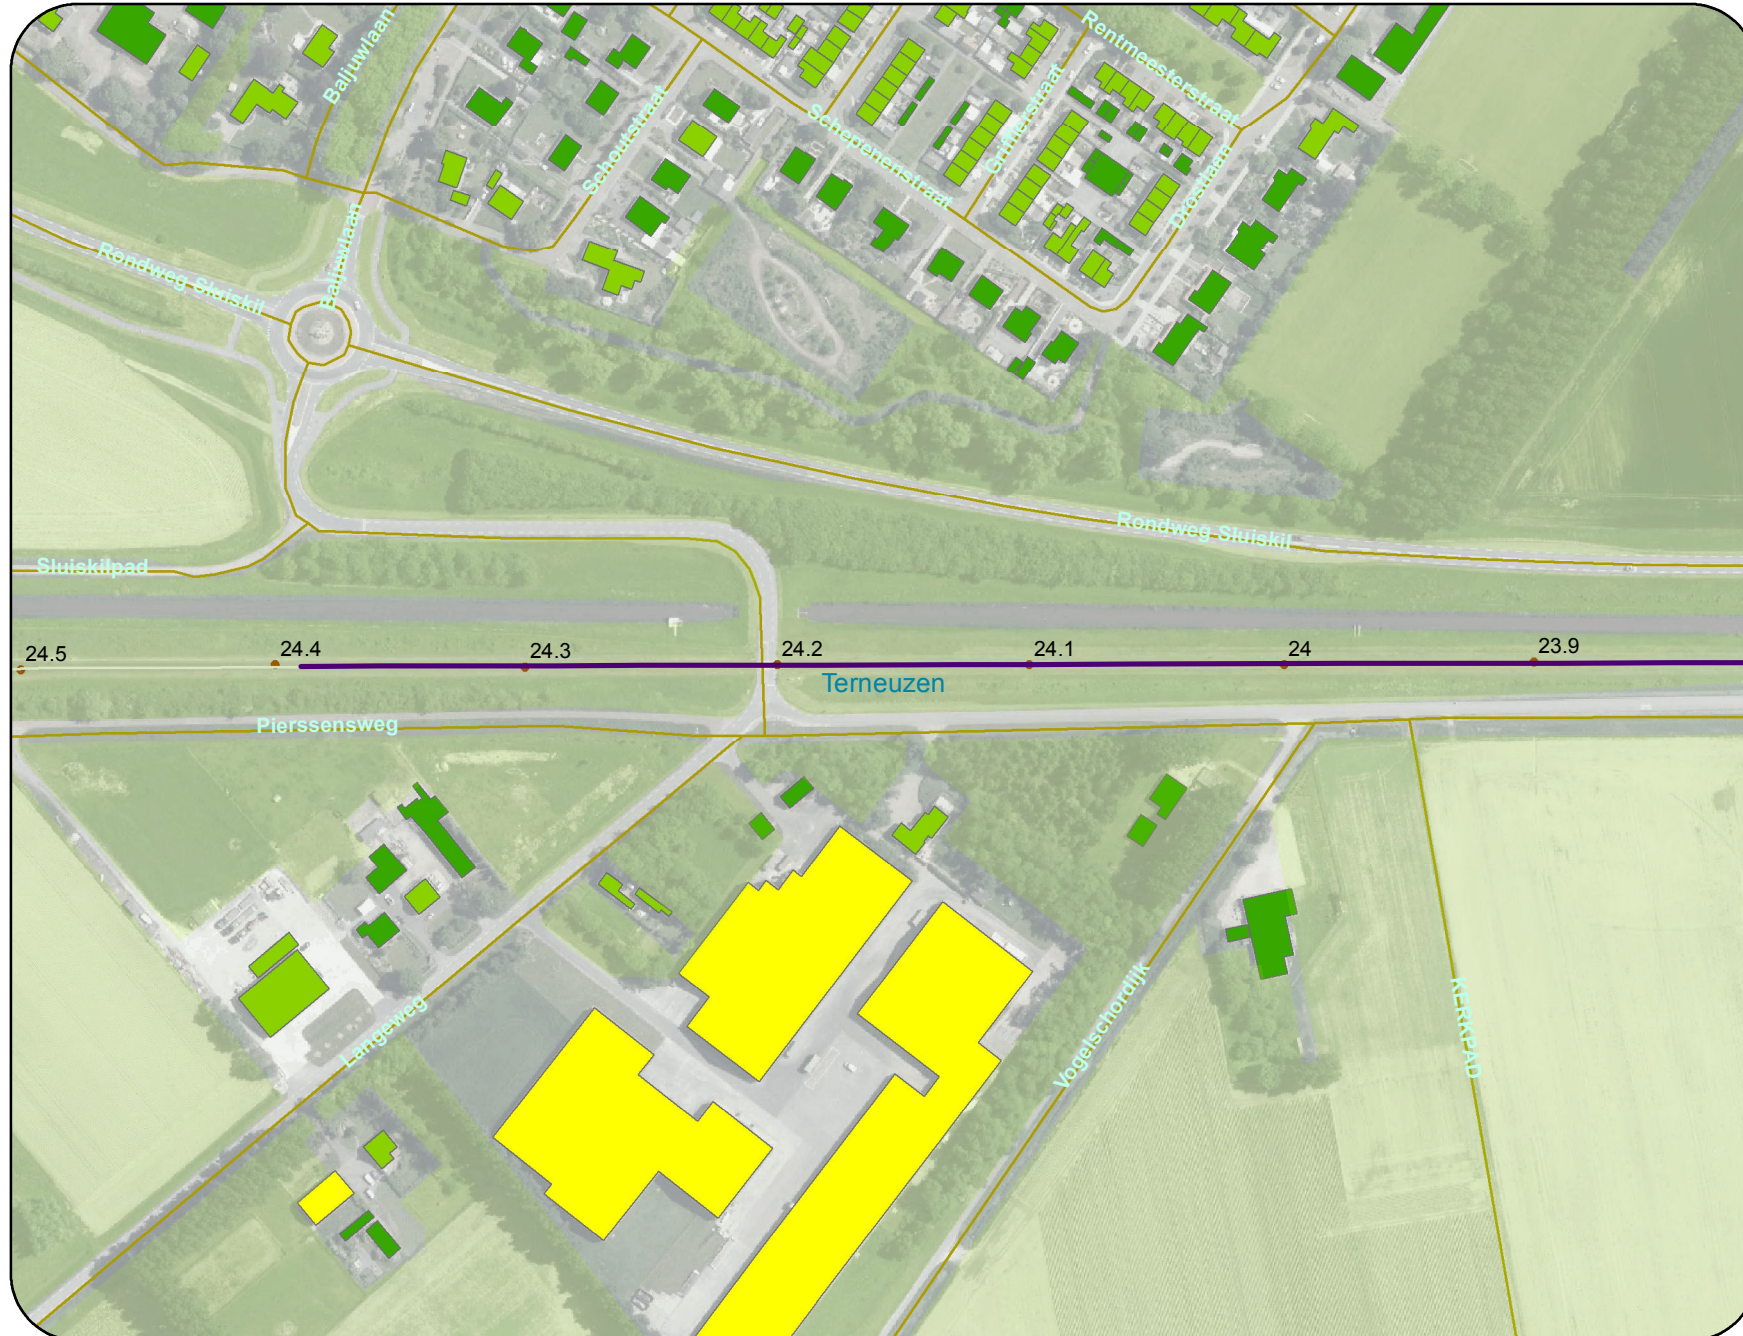 Baljuwlaan
Rentmeesterstraat
Schoutstraat
Schepenenstraat
Griffiestraat
Drostlaan
Rondweg Sluiskil
Baljuwlaan
Rondweg Sluiskil
Sluiskilpad
24.5
24.4
24.3
24.2
24.1
24
23.9
Terneuzen
Pierssensweg
Langeweg
Vogelschordijk
KERKPAD